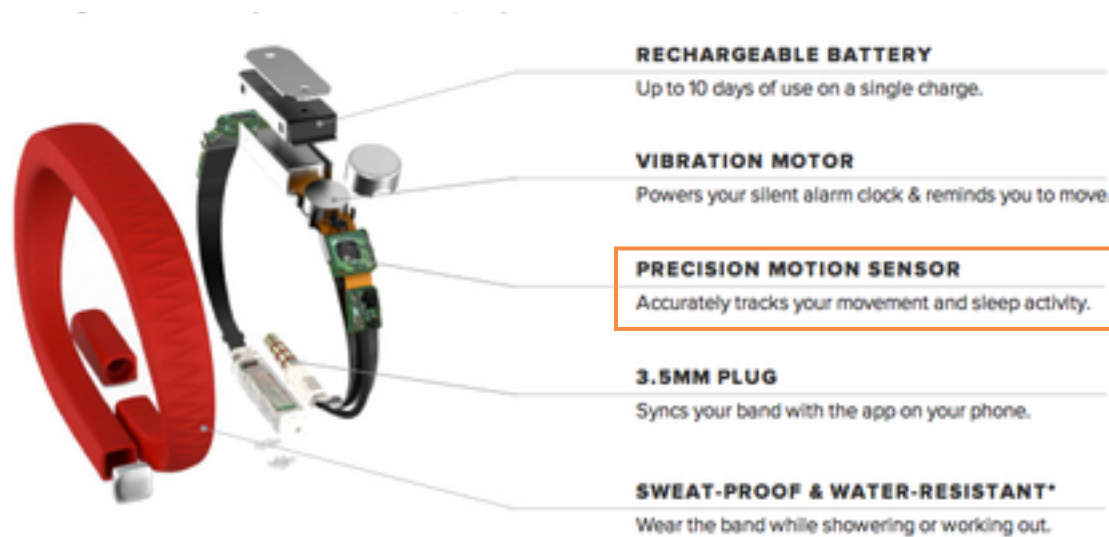 RECHARGEABLE BATTERY
Up to 10 days of use on a single charge.
VIBRATION MOTOR
Powers your silent alarm clock & reminds you to move.
PRECISION MOTION SENSOR
Accurately tracks your movement and sleep activity.
3.5MM PLUG
Syncs your band with the app on your phone.
SWEAT-PROOF & WATER-RESISTANT*
Wear the band while showering or working out.